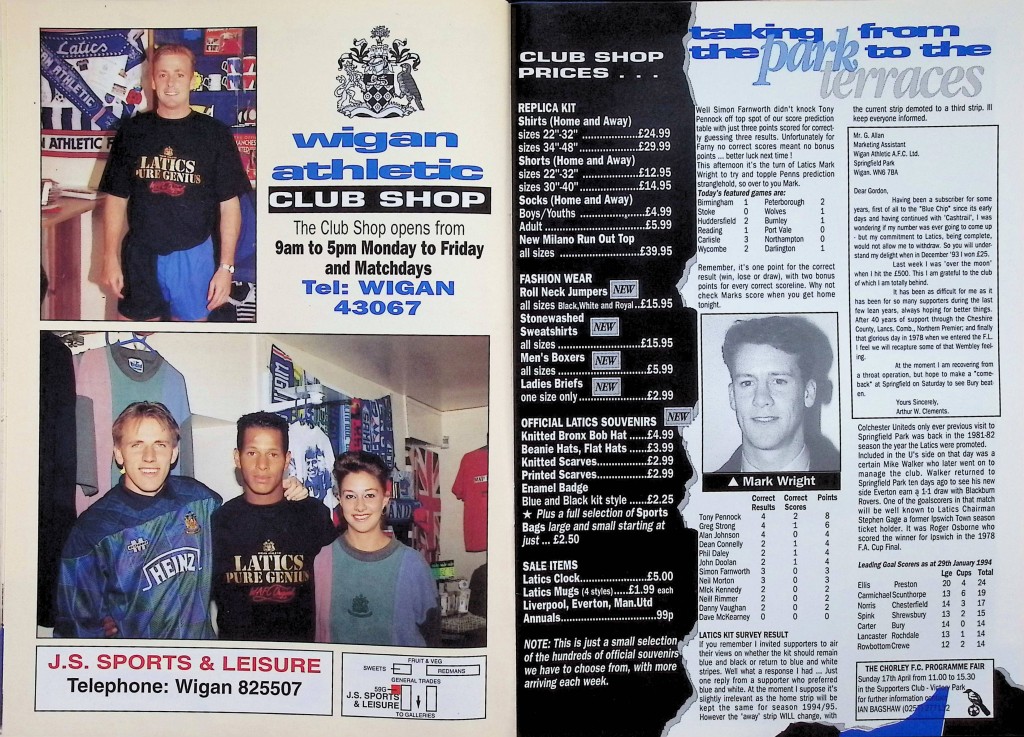 Latics
WIGAN ATHLETIC
N ATHLETIC F
LATICS
PURE GENIUS
wigan
athletic
CLUB SHOP
The Club Shop opens from
9am to 5pm Monday to Friday
and Matchdays
Tel: WIGAN
43067
HEINZ
LATICS
PURE GENIU
J.S. SPORTS & LEISURE
Telephone: Wigan 825507
FRUIT & VEG
SWEETS
REDMANS
GENERAL TRADES
59G
J.S. SPORTS
& LEISURE
TO GALLERIES
CLUB SHOP
PRICES . . .
REPLICA KIT
Shirts (Home and Away)
sizes 22"-32" ....................£24.99
sizes 34"-48" ....................£29.99
Shorts (Home and Away)
sizes 22"-32" ....................£12.95
sizes 30"-40" ....................£14.95
Socks (Home and Away)
Boys/Youths ....................£4.99
Adult ....................£5.99
New Milano Run Out Top
all sizes ....................£39.95
FASHION WEAR
Roll Neck Jumpers NEW
all sizes Black,White and Royal ..£15.95
Stonewashed
Sweatshirts NEW
all sizes ....................£15.95
Men's Boxers NEW
all sizes ....................£5.99
Ladies Briefs NEW
one size only ....................£2.99
OFFICIAL LATICS SOUVENIRS NEW
Knitted Bronx Bob Hat ......£4.99
Beanie Hats, Flat Hats ......£3.99
Knitted Scarves....................£2.99
Printed Scarves....................£2.99
Enamel Badge
Blue and Black kit style ......£2.25
★ Plus a full selection of Sports
Bags large and small starting at
just ... £2.50
SALE ITEMS
Latics Clock....................£5.00
Latics Mugs (4 styles)......£1.99 each
Liverpool, Everton, Man.Utd
Annuals....................99p
NOTE: This is just a small selection
of the hundreds of official souvenirs
we have to choose from, with more
arriving each week.
talking from
the park to the
terraces
Well Simon Farnworth didn't knock Tony
Pennock off top spot of our score prediction
table with just three points scored for correct-
ly guessing three results. Unfortunately for
Farny no correct scores meant no bonus
points ... better luck next time !
This afternoon it's the turn of Latics Mark
Wright to try and topple Penns prediction
stranglehold, so over to you Mark.
Today's featured games are:
Birmingham 1 Peterborough 2
Stoke 0 Wolves 1
Huddersfield 2 Burnley 1
Reading 1 Port Vale 0
Carlisle 3 Northampton 0
Wycombe 2 Darlington 1
Remember, it's one point for the correct
result (win, lose or draw), with two bonus
points for every correct scoreline. Why not
check Marks score when you get home
tonight.
▲ Mark Wright
Correct Results Correct Scores Points
Tony Pennock 4 2 8
Greg Strong 4 1 6
Alan Johnson 4 0 4
Dean Connelly 2 1 4
Phil Daley 2 1 4
John Doolan 2 1 4
Simon Farnworth 3 0 3
Neil Morton 3 0 3
Mick Kennedy 2 0 2
Neill Rimmer 2 0 2
Danny Vaughan 2 0 2
Dave McKearney 0 0 0
LATICS KIT SURVEY RESULT
If you remember I invited supporters to air
their views on whether the kit should remain
blue and black or return to blue and white
stripes. Well what a response I had ... Just
one reply from a supporter who preferred
blue and white. At the moment I suppose it's
slightly irrelevant as the home strip will be
kept the same for season 1994/95.
However the 'away' strip WILL change, with
the current strip demoted to a third strip. Ill
keep everyone informed.
Mr. G. Allan
Marketing Assistant
Wigan Athletic A.F.C. Ltd.
Springfield Park
Wigan. WN6 7BA
Dear Gordon,
Having been a subscriber for some
years, first of all to the "Blue Chip" since its early
days and having continued with 'Cashtrail', I was
wondering if my number was ever going to come up
- but my commitment to Latics, being complete,
would not allow me to withdraw. So you will under-
stand my delight when in December '93 I won £25.
Last week I was 'over the moon'
when I hit the £500. This I am grateful to the club
of which I am totally behind.
It has been as difficult for me as it
has been for so many supporters during the last
few lean years, always hoping for better things.
After 40 years of support through the Cheshire
County, Lancs. Comb., Northern Premier; and finally
that glorious day in 1978 when we entered the F.L.
I feel we will recapture some of that Wembley feel-
ing.
At the moment I am recovering from
a throat operation, but hope to make a "come-
back" at Springfield on Saturday to see Bury beat-
en.
Yours Sincerely,
Arthur W. Clements.
Colchester Uniteds only ever previous visit to
Springfield Park was back in the 1981-82
season the year the Latics were promoted.
Included in the U's side on that day was a
certain Mike Walker who later went on to
manage the club. Walker returned to
Springfield Park ten days ago to see his new
side Everton earn a 1-1 draw with Blackburn
Rovers. One of the goalscorers in that match
will be well known to Latics Chairman
Stephen Gage a former Ipswich Town season
ticket holder. It was Roger Osborne who
scored the winner for Ipswich in the 1978
F.A. Cup Final.
Leading Goal Scorers as at 29th January 1994
Lge Cups Total
Ellis Preston 20 4 24
Carmichael Scunthorpe 13 6 19
Norris Chesterfield 14 3 17
Spink Shrewsbury 13 2 15
Carter Bury 14 0 14
Lancaster Rochdale 13 1 14
Rowbottom Crewe 12 2 14
THE CHORLEY F.C. PROGRAMME FAIR
Sunday 17th April from 11.00 to 15.30
in the Supporters Club - Victory Park
for further information
IAN BAGSHAW